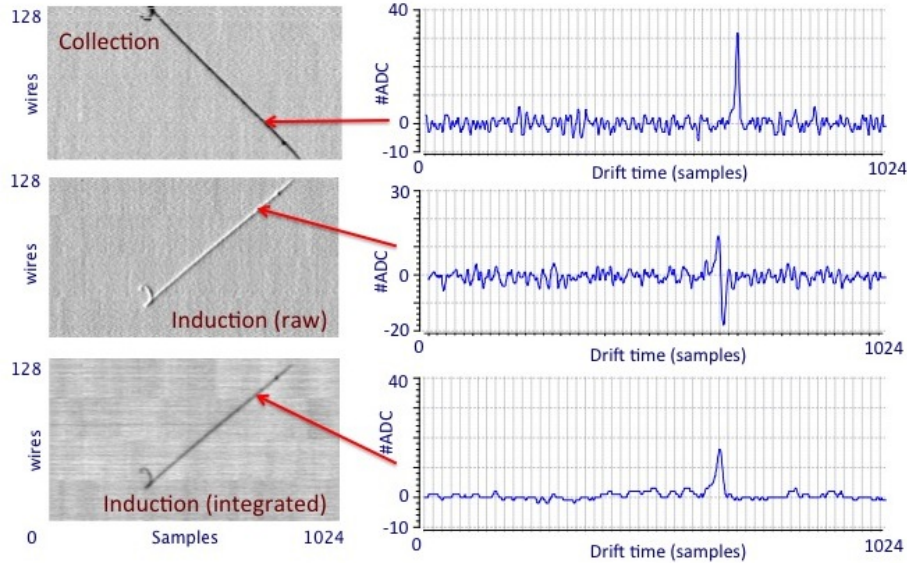 128
Collection
wires
40
#ADC
0
-10
0
Drift time (samples)
1024
128
wires
Induction (raw)
30
#ADC
0
-20
0
Drift time (samples)
1024
128
wires
Induction (integrated)
0
Samples
1024
40
#ADC
0
-10
0
Drift time (samples)
1024